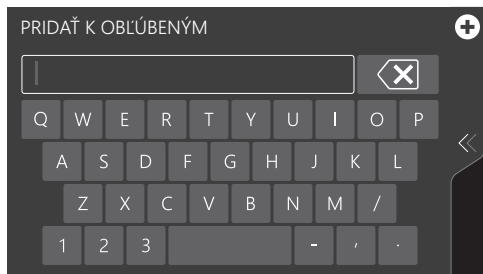 PRIDAŤ K OBĽÚBENÝM
Q W E R T Y U I O P
A S D F G H J K L
Z X C V B N M /
1 2 3 - ' .